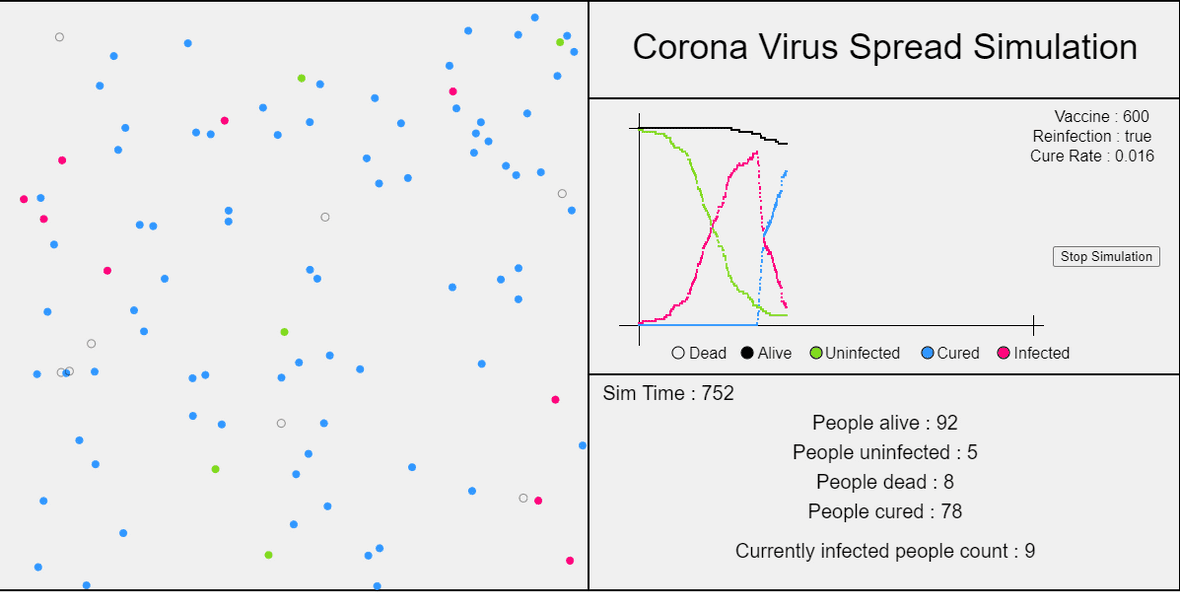 Corona Virus Spread Simulation
Vaccine : 600
Reinfection : true
Cure Rate : 0.016
Stop Simulation
Dead Alive Uninfected Cured Infected
Sim Time : 752
People alive : 92
People uninfected : 5
People dead : 8
People cured : 78
Currently infected people count : 9